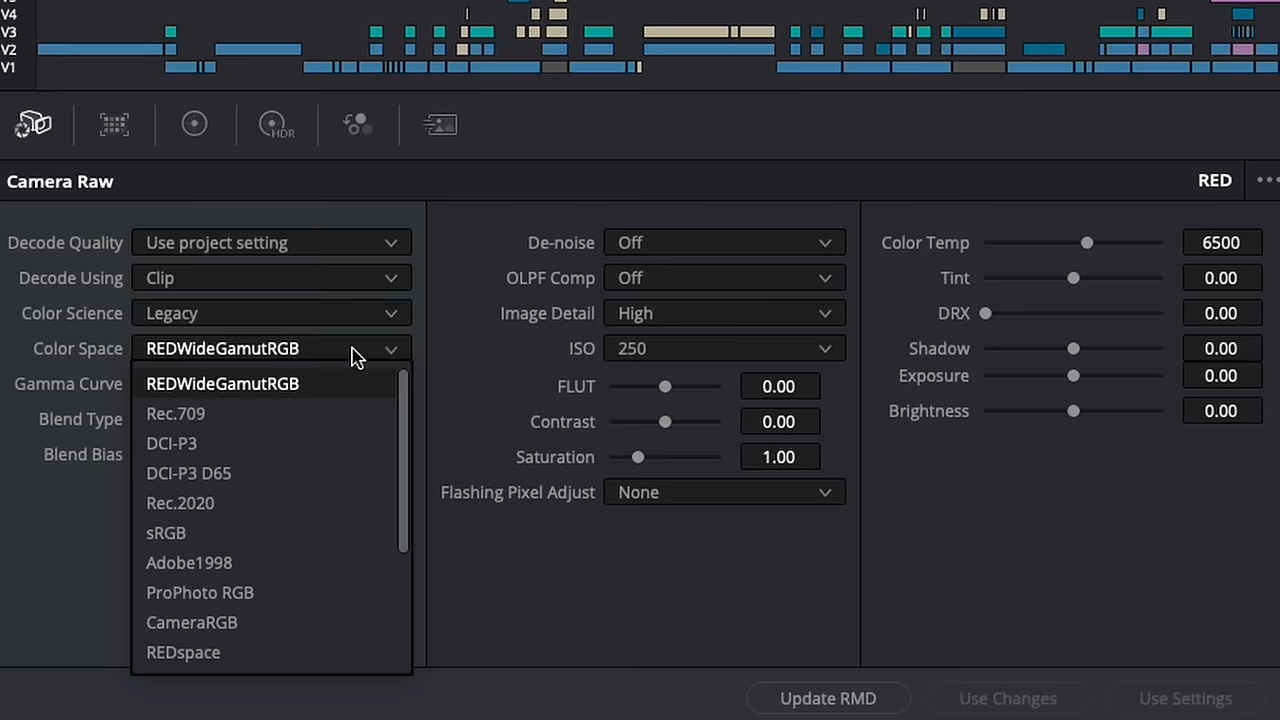 V4
V3
V2
V1
HDR
Camera Raw
RED
Decode Quality Use project setting
Decode Using Clip
Color Science Legacy
Color Space REDWideGamutRGB
Gamma Curve
Blend Type
Blend Bias
REDWideGamutRGB
Rec.709
DCI-P3
DCI-P3 D65
Rec.2020
sRGB
Adobe1998
ProPhoto RGB
CameraRGB
REDspace
De-noise Off
OLPF Comp Off
Image Detail High
ISO 250
FLUT 0.00
Contrast 0.00
Saturation 1.00
Flashing Pixel Adjust None
Color Temp 6500
Tint 0.00
DRX 0.00
Shadow 0.00
Exposure 0.00
Brightness 0.00
Update RMD
Use Changes
Use Settings